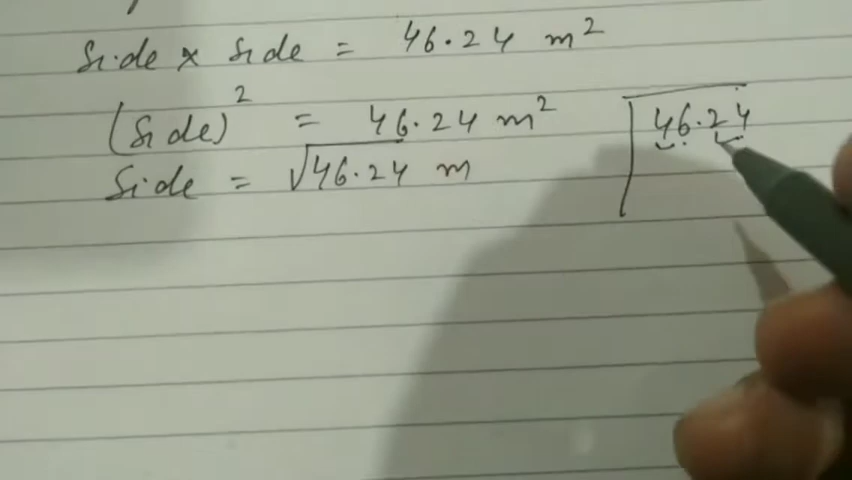 Side × Side = 46.24 m²
(Side)² = 46.24 m²
46.24
Side = √46.24 m